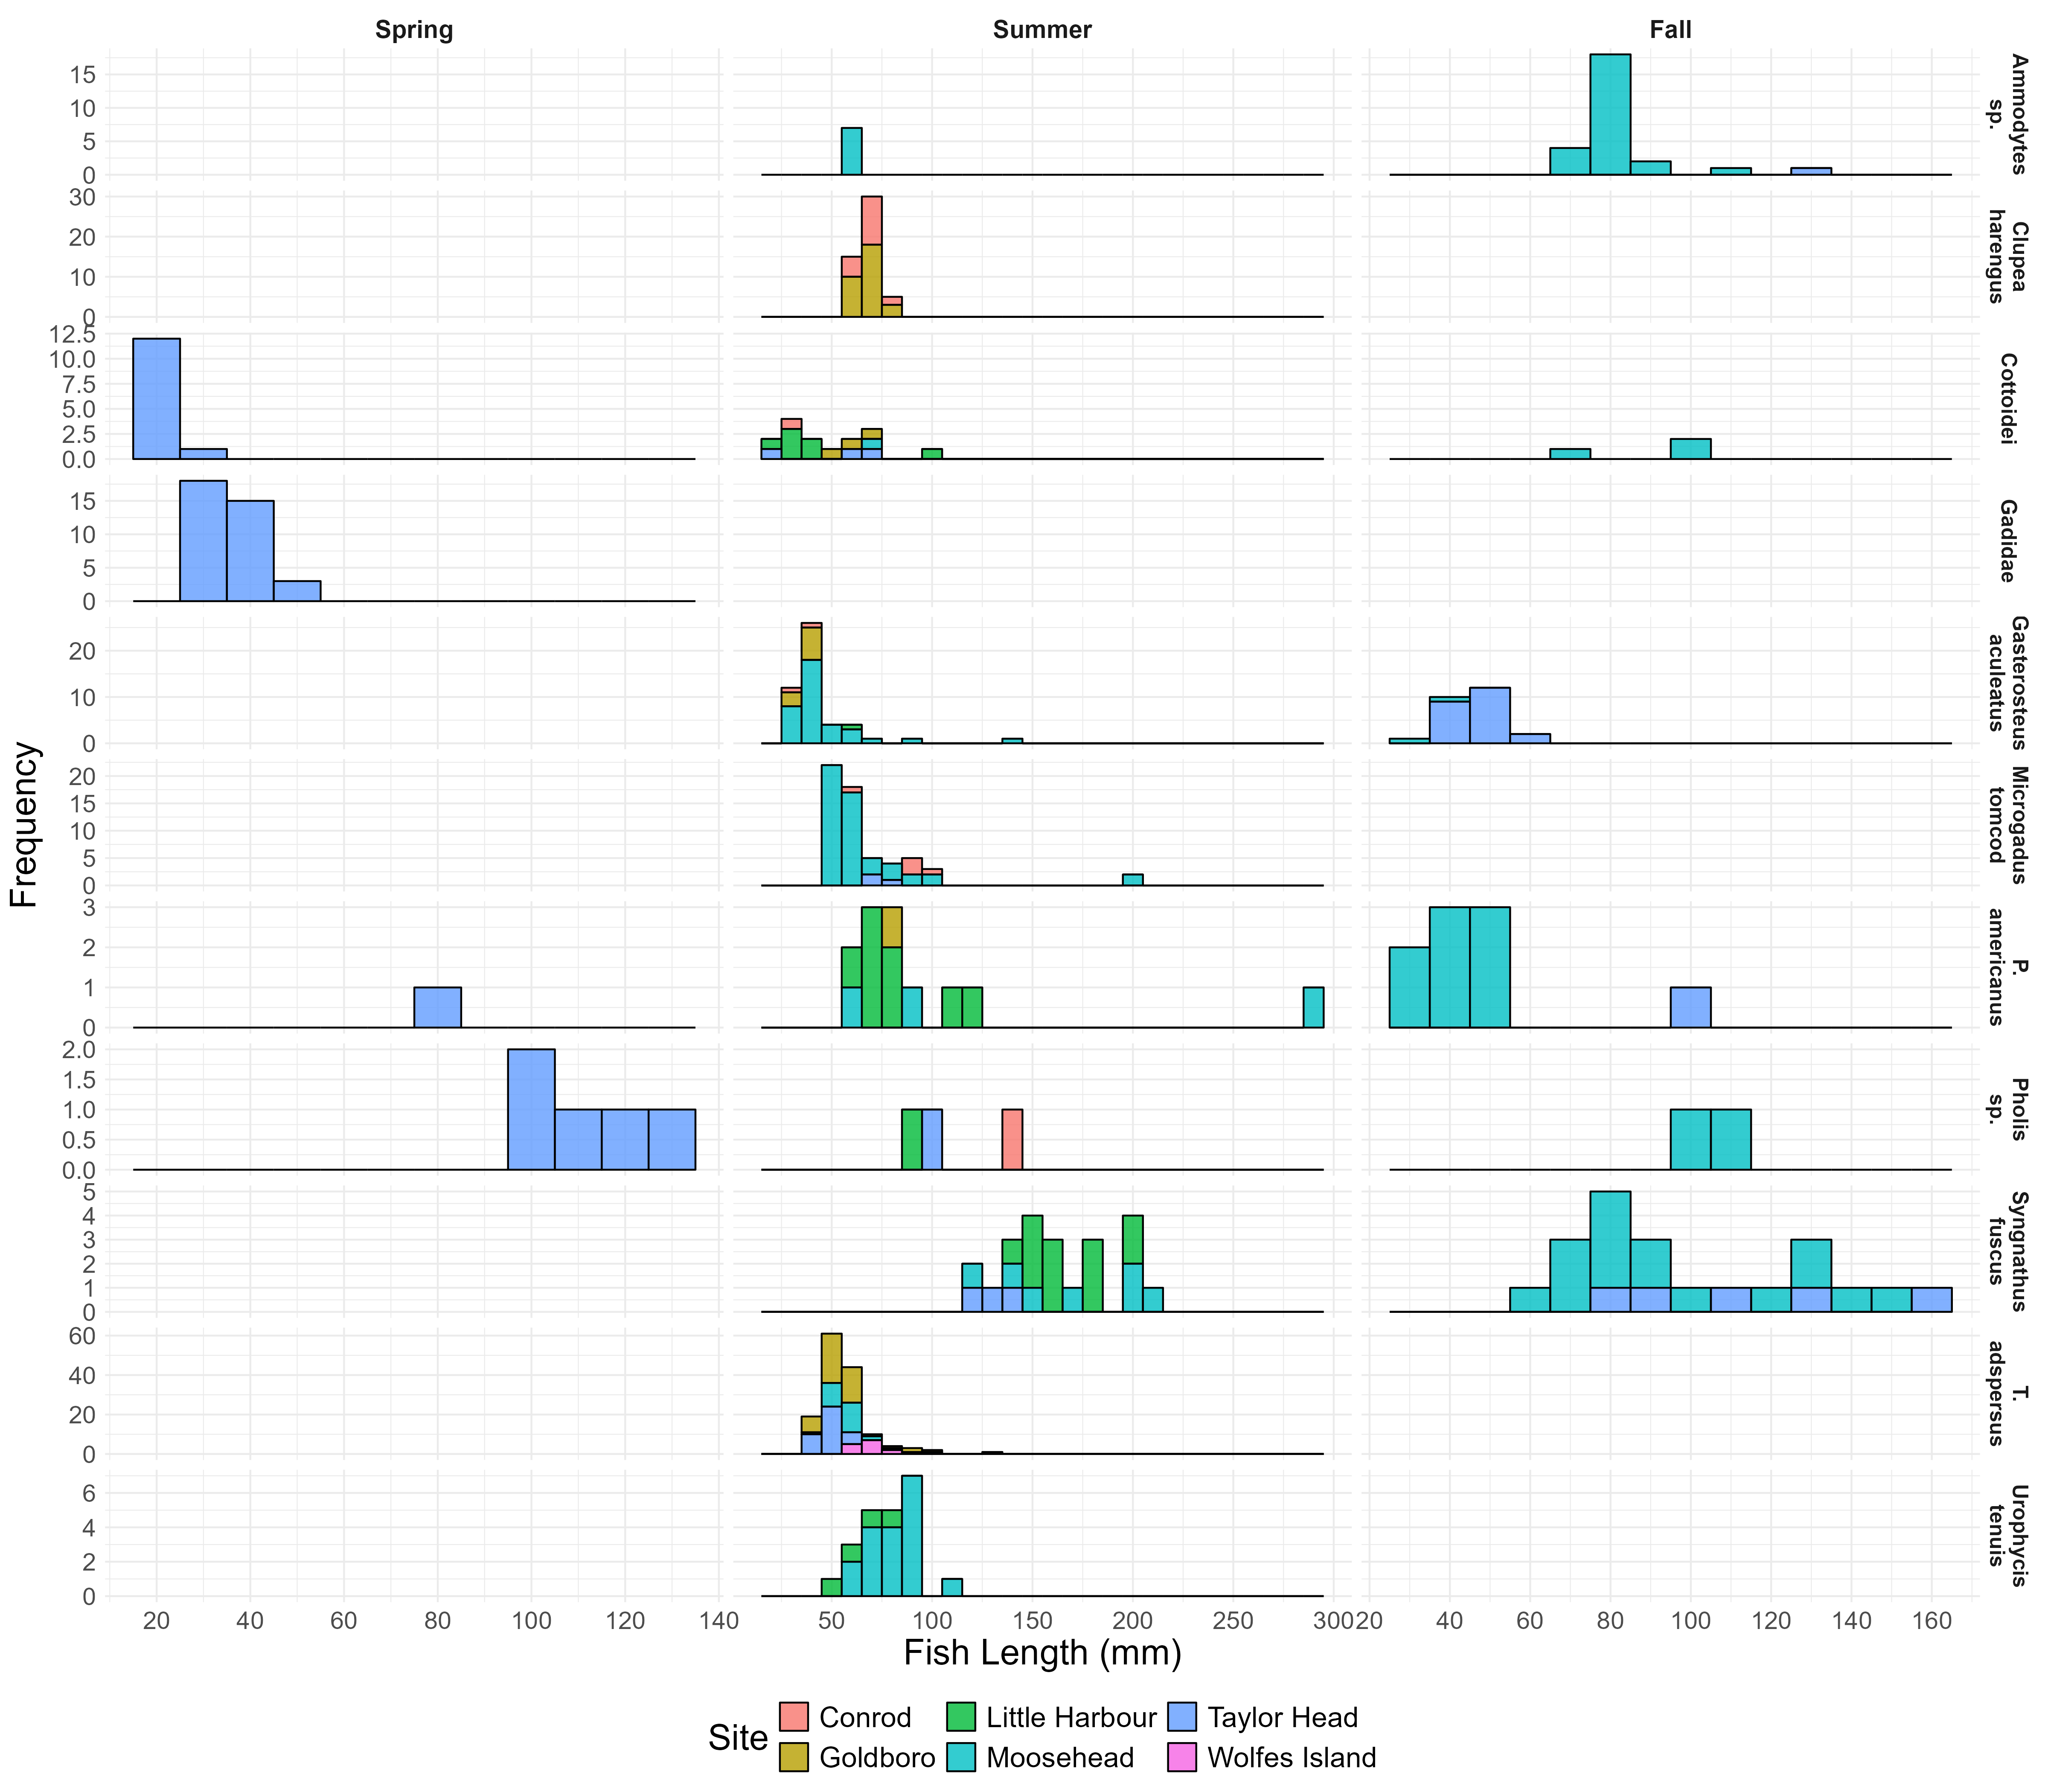 Spring Summer Fall
15
10
5
0
Ammodytes
sp.
30
20
10
0
Clupea
harengus
12.5
10.0
7.5
5.0
2.5
0.0
Cottoidei
15
10
5
0
Gadidae
20
10
0
Gasterosteus
aculeatus
20
15
10
5
0
Microgadus
tomcod
3
2
1
0
P.
americanus
2.0
1.5
1.0
0.5
0.0
Pholis
sp.
5
4
3
2
1
0
Syngnathus
fuscus
60
40
20
0
T.
adspersus
6
4
2
0
Urophycis
tenuis
Frequency
20 40 60 80 100 120 140 50 100 150 200 250 300 20 40 60 80 100 120 140 160
Fish Length (mm)
Site
Conrod Little Harbour Taylor Head
Goldboro Moosehead Wolfes Island